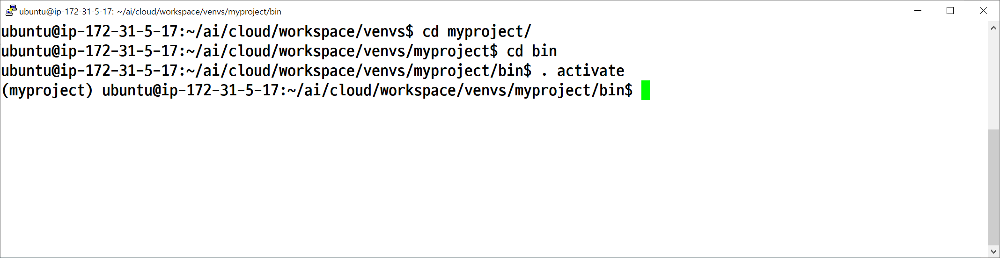 ubuntu@ip-172-31-5-17: ~/ai/cloud/workspace/venvs/myproject/bin
ubuntu@ip-172-31-5-17:~/ai/cloud/workspace/venvs$ cd myproject/
ubuntu@ip-172-31-5-17:~/ai/cloud/workspace/venvs/myproject$ cd bin
ubuntu@ip-172-31-5-17:~/ai/cloud/workspace/venvs/myproject/bin$ . activate
(myproject) ubuntu@ip-172-31-5-17:~/ai/cloud/workspace/venvs/myproject/bin$